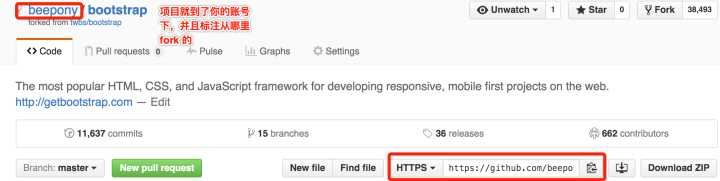 beepony / bootstrap
forked from twbs/bootstrap
项目就到了你的账号
下，并且标注从哪里
fork 的
Unwatch 1 Star 0 Fork 38,493
Code Pull requests 0 Pulse Graphs Settings
The most popular HTML, CSS, and JavaScript framework for developing responsive, mobile first projects on the web.
http://getbootstrap.com — Edit
11,637 commits 15 branches 36 releases 662 contributors
Branch: master New pull request New file Find file HTTPS https://github.com/beepo Download ZIP